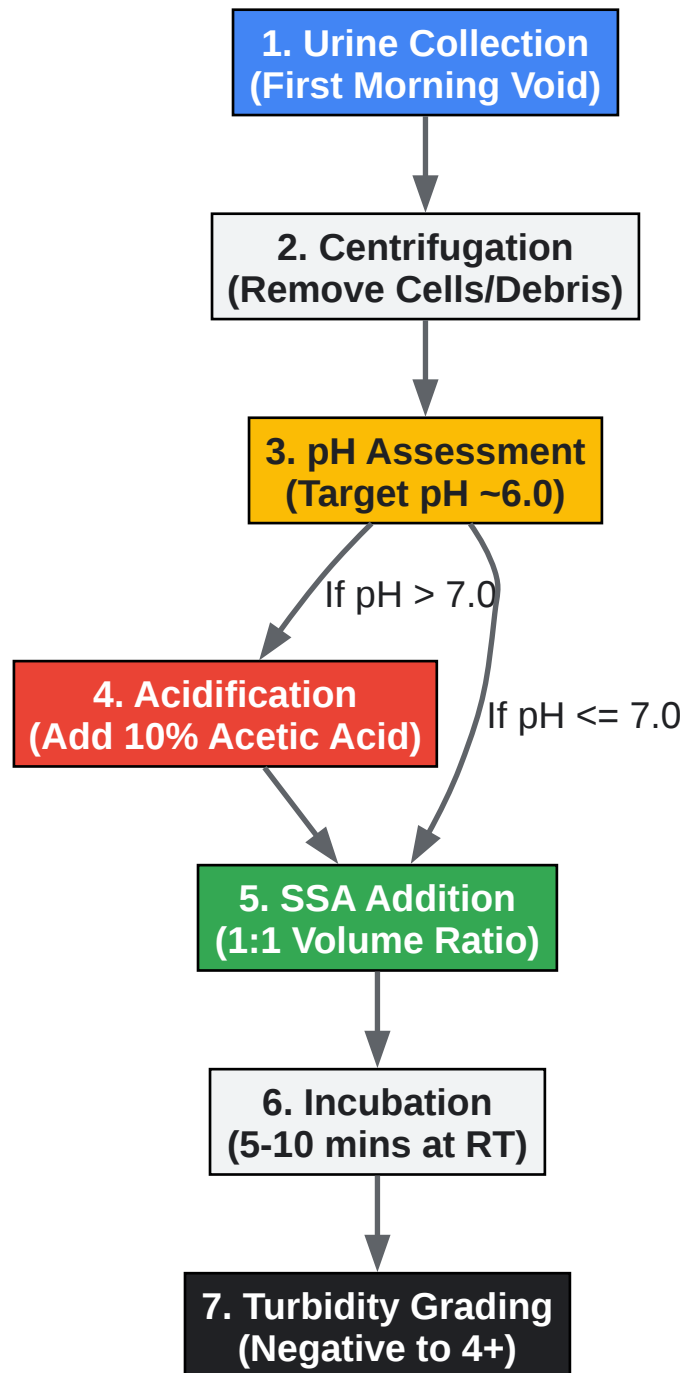 1. Urine Collection
(First Morning Void)
2. Centrifugation
(Remove Cells/Debris)
3. pH Assessment
(Target pH ~6.0)
If pH > 7.0
4. Acidification
(Add 10% Acetic Acid)
If pH <= 7.0
5. SSA Addition
(1:1 Volume Ratio)
6. Incubation
(5-10 mins at RT)
7. Turbidity Grading
(Negative to 4+)